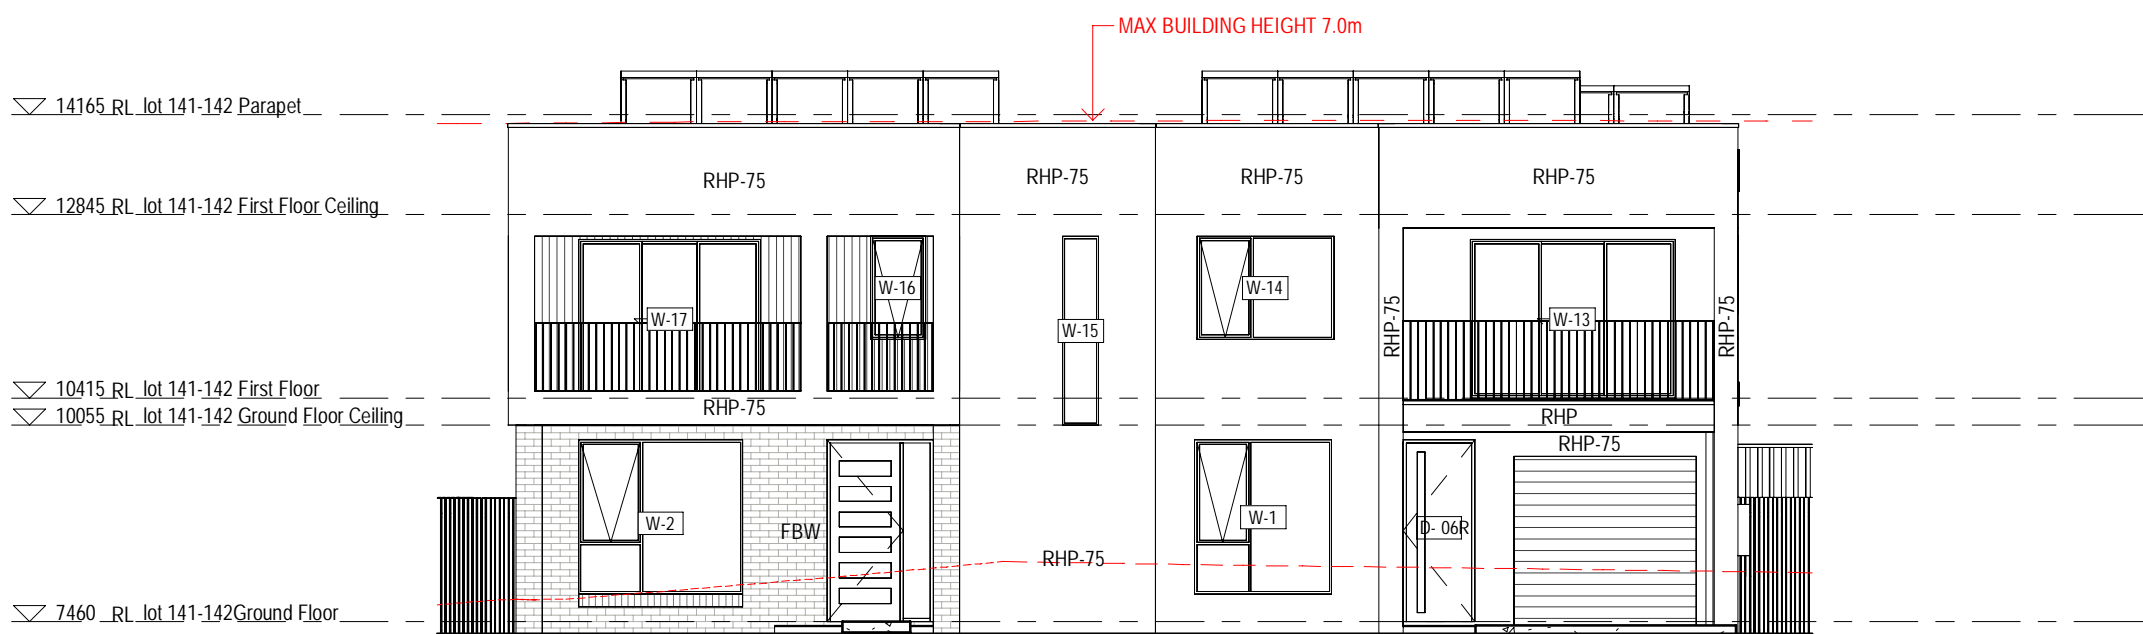 MAX BUILDING HEIGHT 7.0m
14165 RL lot 141-142 Parapet
RHP-75 RHP-75 RHP-75 RHP-75
12845 RL lot 141-142 First Floor Ceiling
W-16 W-14
W-17 W-15 RHP-75 W-13 RHP-75
10415 RL lot 141-142 First Floor
10055 RL lot 141-142 Ground Floor Ceiling
RHP-75 RHP
RHP-75
W-2 FBW W-1 D- 06R
RHP-75
7460 RL lot 141-142Ground Floor